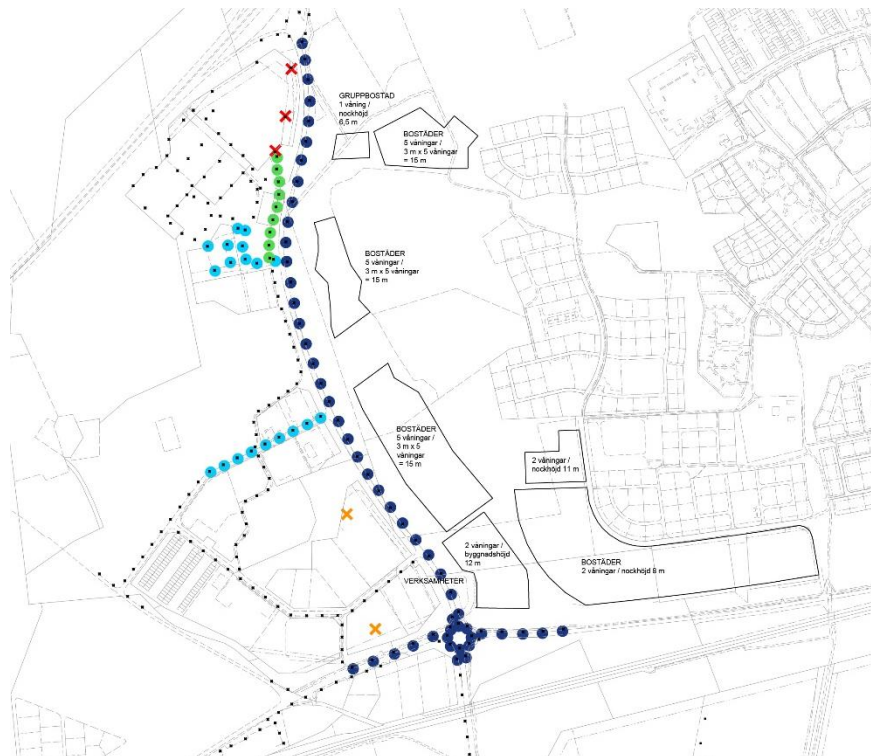 GRUPPBOSTAD
1 våning /
nockhöjd
6,5 m
BOSTÄDER
5 våningar /
3 m x 5 våningar
= 15 m
BOSTÄDER
5 våningar /
3 m x 5 våningar
= 15 m
BOSTÄDER
5 våningar /
3 m x 5
våningar
= 15 m
2 våningar /
nockhöjd 11 m
2 våningar /
byggnadshöjd
12 m
BOSTÄDER
2 våningar / nockhöjd 8 m
VERKSAMHETER